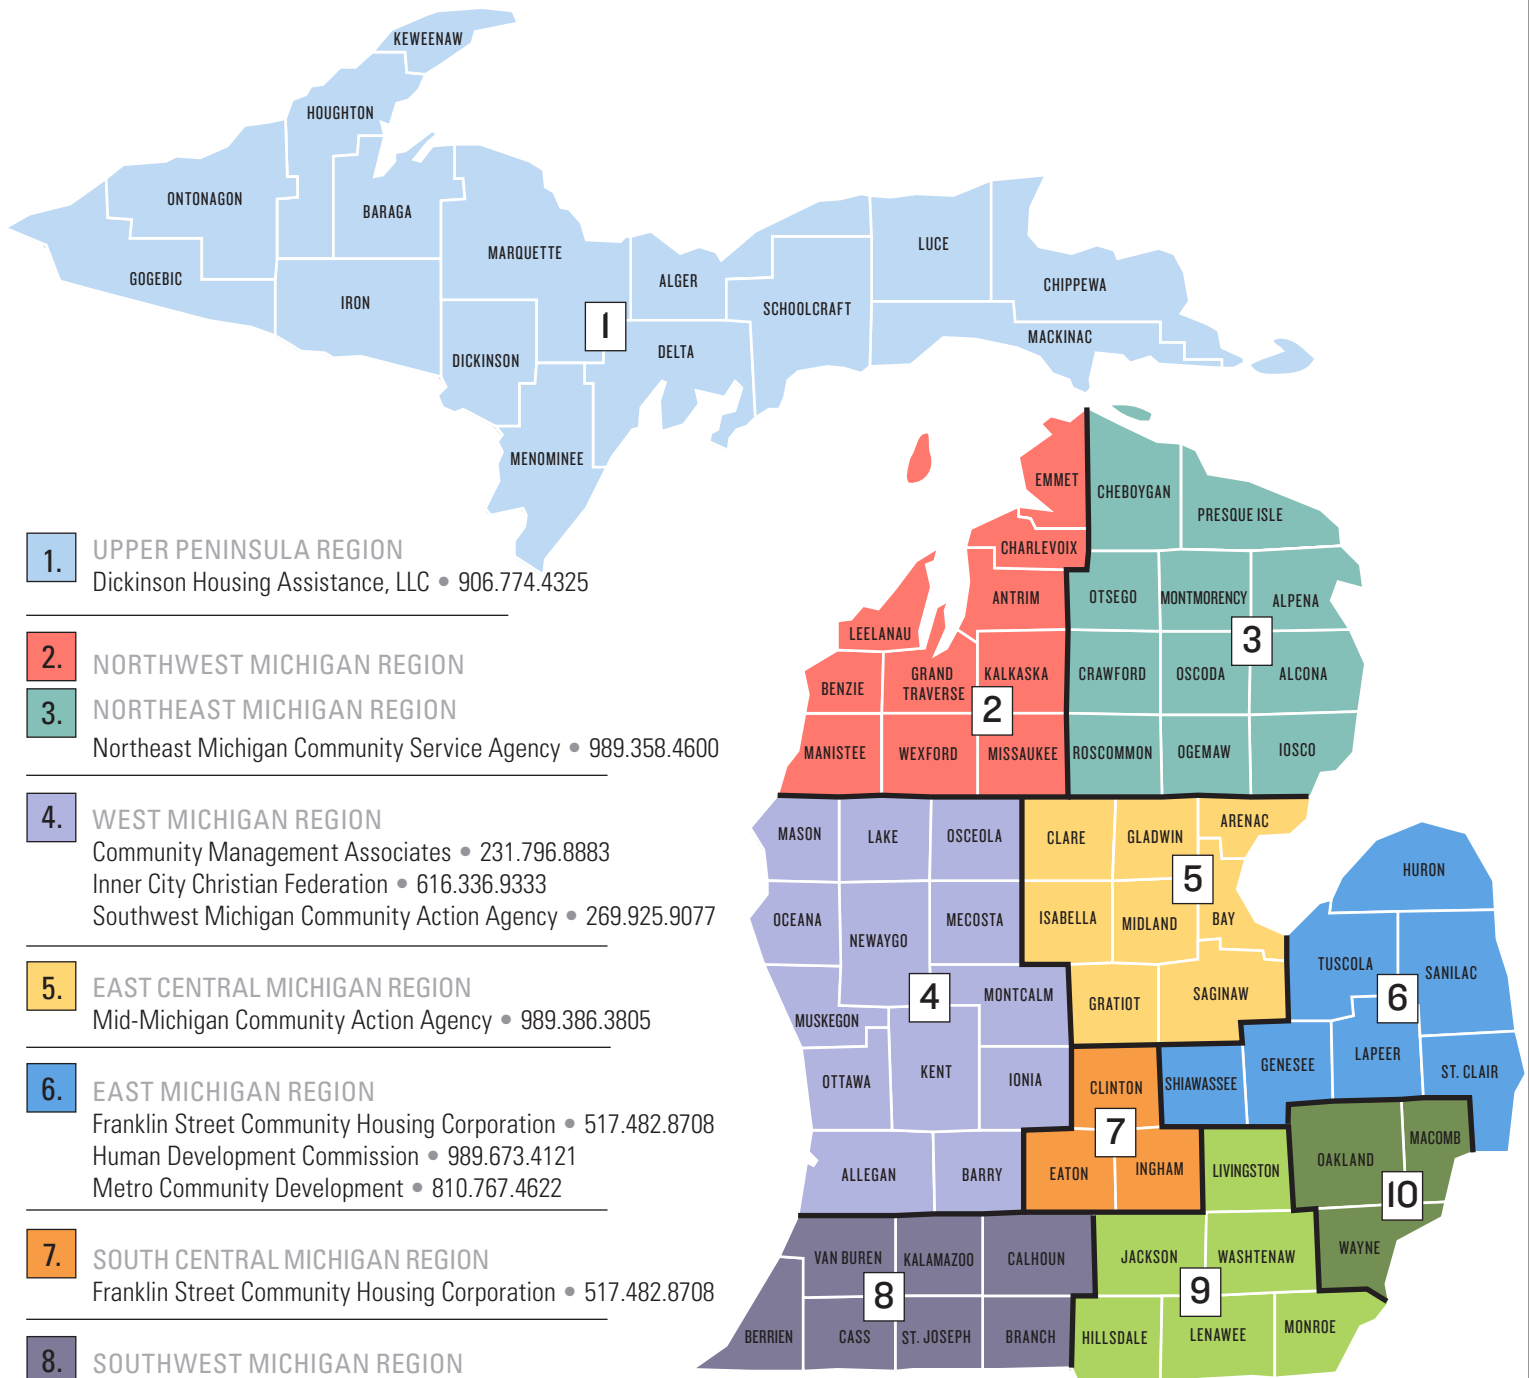 KEWEENAW
HOUGHTON
ONTONAGON
BARAGA
MARQUETTE
LUCE
GOGEBIC
ALGER
CHIPPEWA
IRON
SCHOOLCRAFT
1
MACKINAC
DICKINSON
DELTA
MENOMINEE
EMMET
CHEBOYGAN
PRESQUE ISLE
CHARLEVOIX
ANTRIM
OTSEGO
MONTMORENCY
ALPENA
LEELANAU
3
BENZIE
GRAND
TRAVERSE
KALKASKA
CRAWFORD
OSCODA
ALCONA
2
MANISTEE
WEXFORD
MISSAUKEE
ROSCOMMON
OGEMAW
IOSCO
MASON
LAKE
OSCEOLA
CLARE
GLADWIN
ARENAC
5
HURON
OCEANA
NEWAYGO
MECOSTA
ISABELLA
MIDLAND
BAY
TUSCOLA
SANILAC
4
MONTCALM
GRATIOT
SAGINAW
6
MUSKEGON
OTTAWA
KENT
IONIA
CLINTON
SHIAWASSEE
GENESEE
LAPEER
ST. CLAIR
7
ALLEGAN
BARRY
EATON
INGHAM
LIVINGSTON
OAKLAND
MACOMB
10
VAN BUREN
KALAMAZOO
CALHOUN
JACKSON
WASHTENAW
WAYNE
8
9
BERRIEN
CASS
ST. JOSEPH
BRANCH
HILLSDALE
LENAWEE
MONROE
1. UPPER PENINSULA REGION
Dickinson Housing Assistance, LLC • 906.774.4325
2. NORTHWEST MICHIGAN REGION
3. NORTHEAST MICHIGAN REGION
Northeast Michigan Community Service Agency • 989.358.4600
4. WEST MICHIGAN REGION
Community Management Associates • 231.796.8883
Inner City Christian Federation • 616.336.9333
Southwest Michigan Community Action Agency • 269.925.9077
5. EAST CENTRAL MICHIGAN REGION
Mid-Michigan Community Action Agency • 989.386.3805
6. EAST MICHIGAN REGION
Franklin Street Community Housing Corporation • 517.482.8708
Human Development Commission • 989.673.4121
Metro Community Development • 810.767.4622
7. SOUTH CENTRAL MICHIGAN REGION
Franklin Street Community Housing Corporation • 517.482.8708
8. SOUTHWEST MICHIGAN REGION